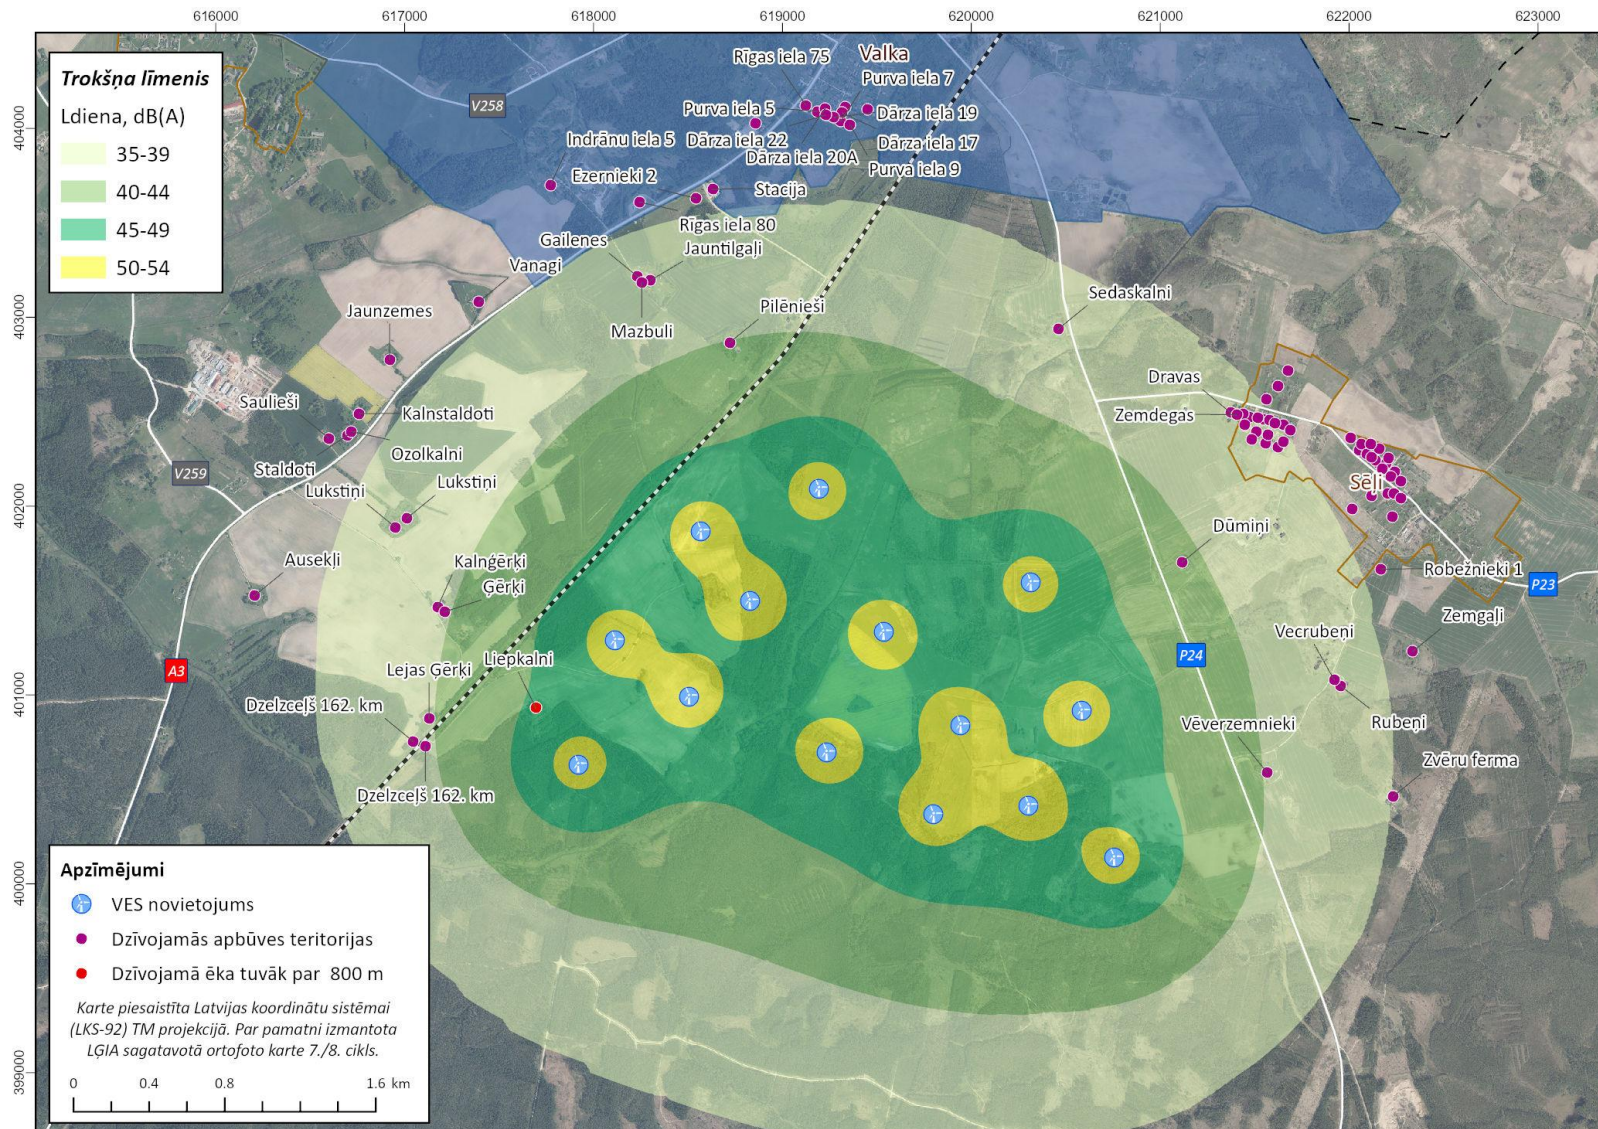 616000
617000
618000
619000
620000
621000
622000
623000
404000
403000
402000
401000
400000
399000
Trokšņa līmenis
Ldiena, dB(A)
35-39
40-44
45-49
50-54
V258
Rīgas iela 75
Valka
Purva iela 7
Purva iela 5
Dārza iela 19
Indrānu iela 5
Dārza iela 22
Dārza iela 17
Dārza iela 20A
Purva iela 9
Ezernieki 2
Stacija
Rīgas iela 80
Gailenes
Jauntilgaļi
Vanagi
Mazbuli
Pilēnieši
Sedaskalni
Jaunzemes
Dravas
Zemdegas
Saulieši
Kalnstaldoti
Ozolkalni
Staldoti
V259
Lukstiņi
Lukstiņi
Sēļi
Dūmiņi
Ausekļi
Kalnģērķi
Ģērķi
Robežnieki 1
P23
Zemgaļi
Vecrubeņi
P24
A3
Lejas Ģērķi
Liepkalni
Dzelzceļš 162. km
Rubeņi
Vēverzemnieki
Zvēru ferma
Dzelzceļš 162. km
Apzīmējumi
VES novietojums
Dzīvojamās apbūves teritorijas
Dzīvojamā ēka tuvāk par 800 m
Karte piesaistīta Latvijas koordinātu sistēmai
(LKS-92) TM projekcijā. Par pamatni izmantota
LĢIA sagatavotā ortofoto karte 7./8. cikls.
0 0.4 0.8 1.6 km